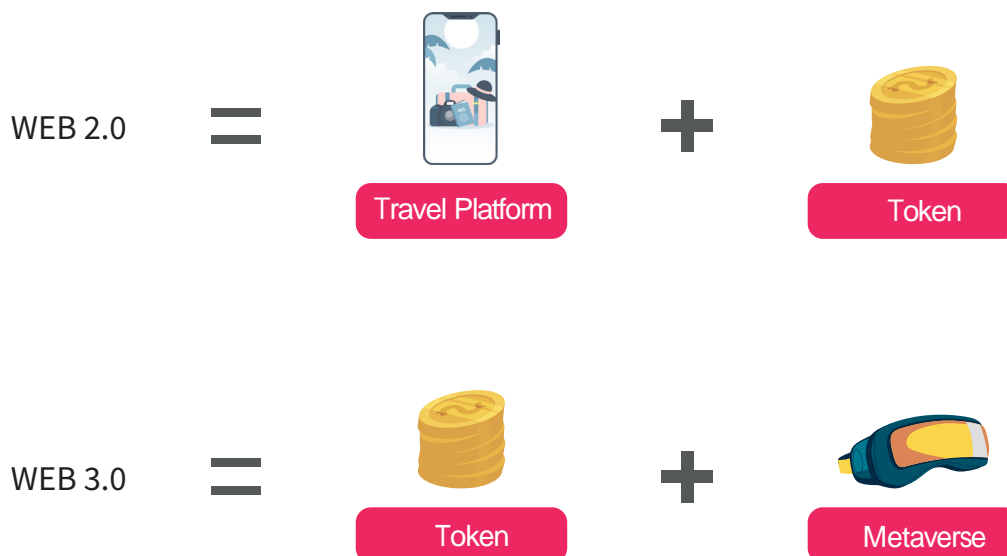 WEB 2.0
Travel Platform
Token
WEB 3.0
Token
Metaverse